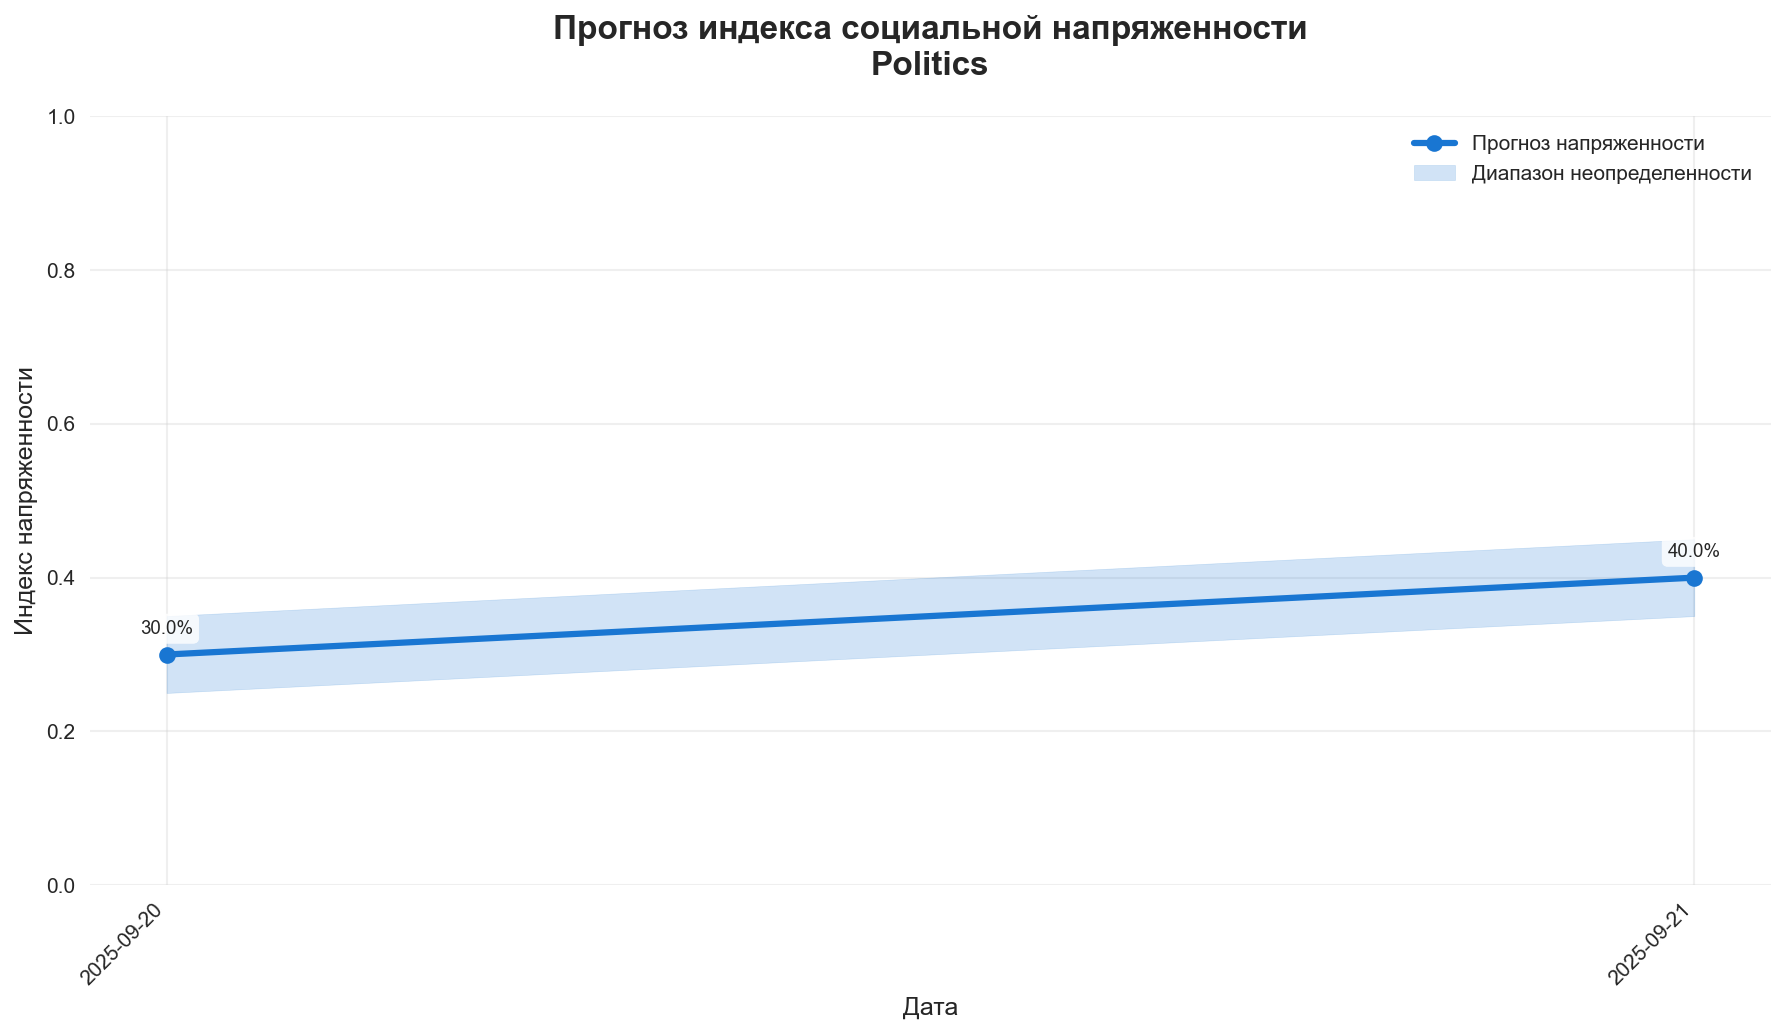 Прогноз индекса социальной напряженности
Politics
1.0
0.8
0.6
0.4
0.2
0.0
Индекс напряженности
Прогноз напряженности
Диапазон неопределенности
30.0%
40.0%
2025-09-20
2025-09-21
Дата